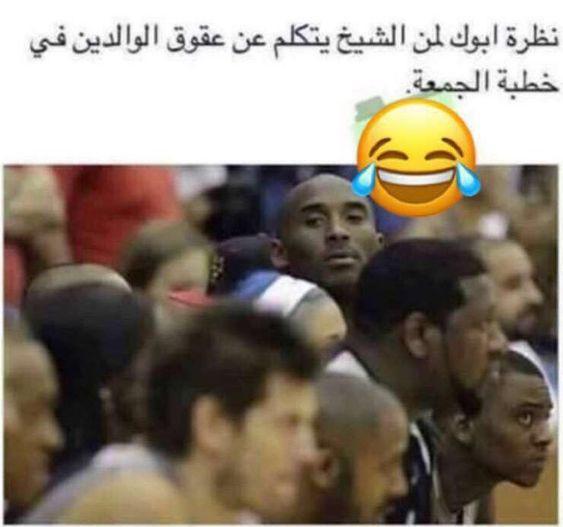 نظرة ابوك لمن الشيخ يتكلم عن عقوق الوالدين في
خطبة الجمعة.